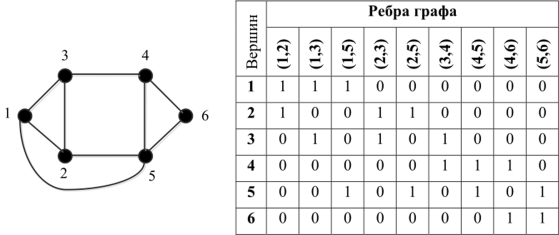 3 4
1 6
2 5
Ребра графа
Вершин (1,2) (1,3) (1,5) (2,3) (2,5) (3,4) (4,5) (4,6) (5,6)
1 1 1 1 0 0 0 0 0 0
2 1 0 0 1 1 0 0 0 0
3 0 1 0 1 0 1 0 0 0
4 0 0 0 0 0 1 1 1 0
5 0 0 1 0 1 0 1 0 1
6 0 0 0 0 0 0 0 1 1